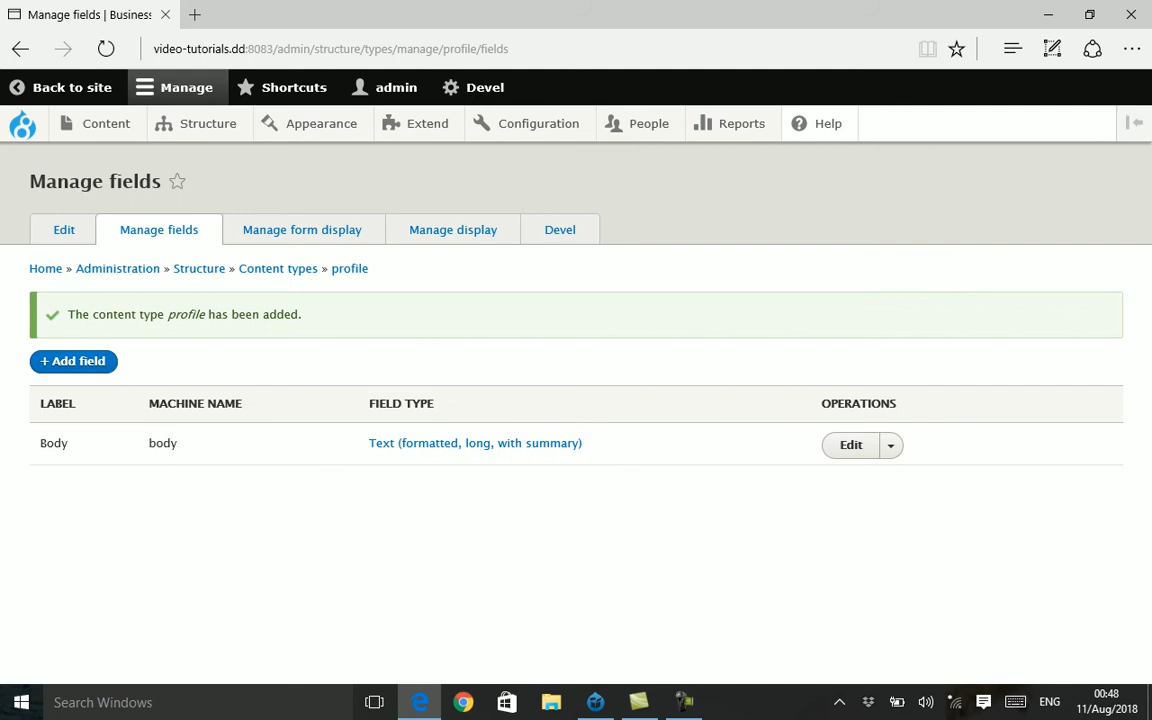 Manage fields | Business
video-tutorials.dd:8083/admin/structure/types/manage/profile/fields
Back to site Manage Shortcuts admin Devel
Content Structure Appearance Extend Configuration People Reports Help
Manage fields
Edit Manage fields Manage form display Manage display Devel
Home » Administration » Structure » Content types » profile
The content type profile has been added.
+ Add field
LABEL MACHINE NAME FIELD TYPE OPERATIONS
Body body Text (formatted, long, with summary) Edit
Search Windows ENG 00:48
11/Aug/2018